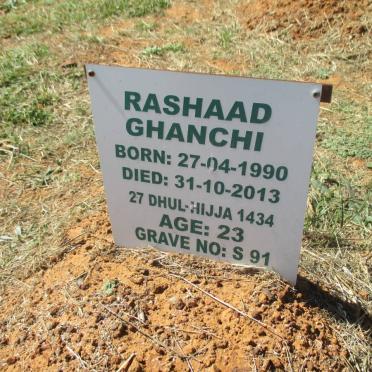 RASHAAD
GHANCHI
BORN: 27-04-1990
DIED: 31-10-2013
27 DHUL-HIJJA 1434
AGE: 23
GRAVE NO: S 91